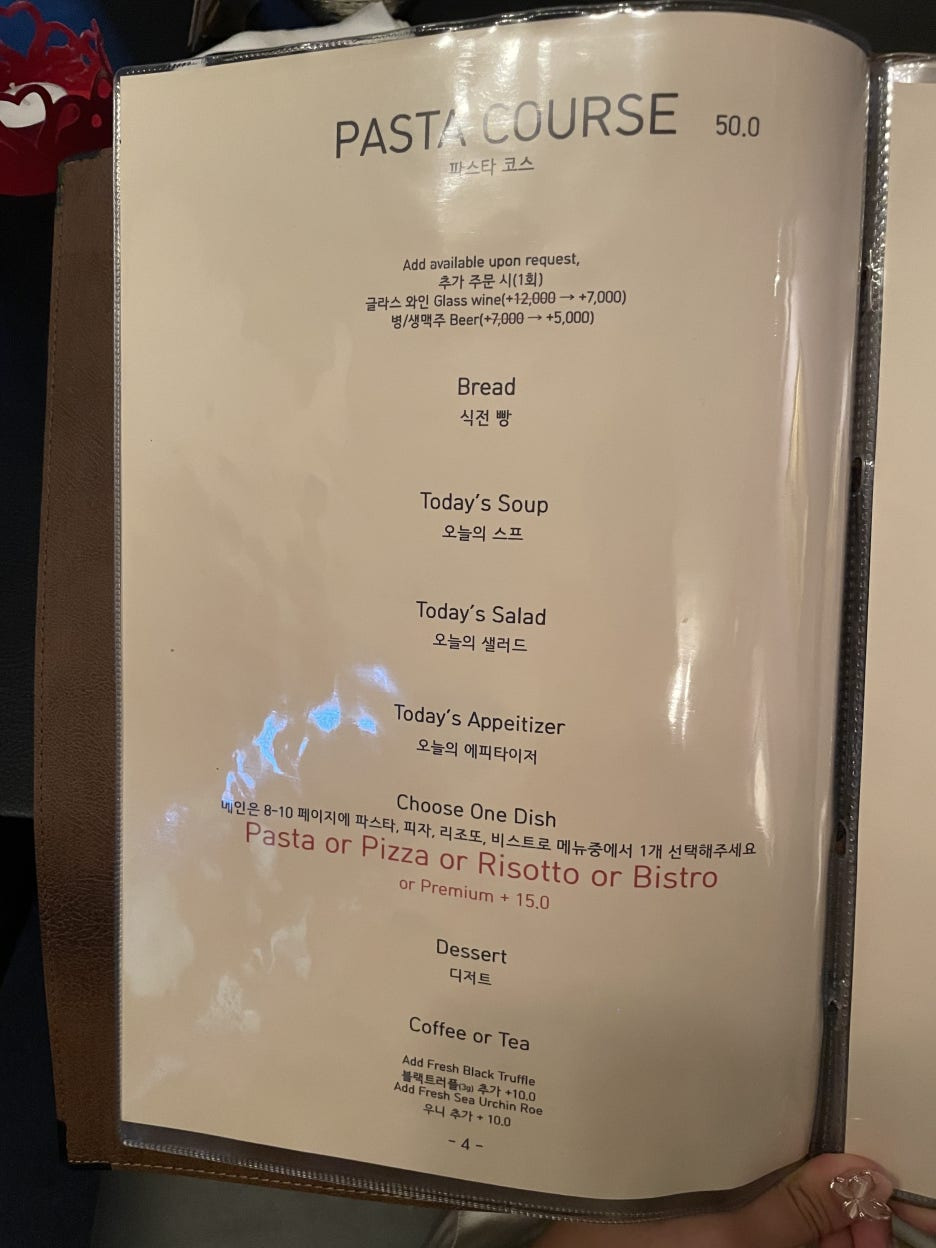 PASTA COURSE 50.0
파스타 코스
Add available upon request,
추가 주문 시(1회)
글라스 와인 Glass wine(+12,000 → +7,000)
병/생맥주 Beer(+7,000 → +5,000)
Bread
식전 빵
Today's Soup
오늘의 스프
Today's Salad
오늘의 샐러드
Today's Appeitizer
오늘의 에피타이저
Choose One Dish
메인은 8-10 페이지에 파스타, 피자, 리조또, 비스트로 메뉴중에서 1개 선택해주세요
Pasta or Pizza or Risotto or Bistro
or Premium + 15.0
Dessert
디저트
Coffee or Tea
Add Fresh Black Truffle
블랙트러플(3g) 추가 +10.0
Add Fresh Sea Urchin Roe
우니 추가 + 10.0
- 4 -